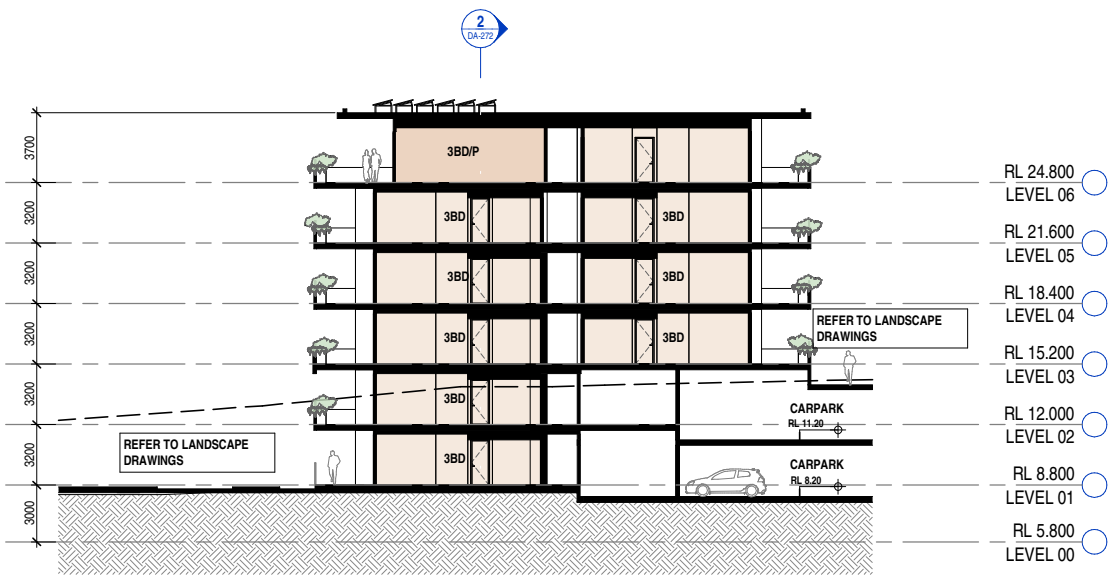 2
DA-272
3700
3200
3200
3200
3200
3200
3000
3BD/P
3BD
3BD
3BD
3BD
3BD
3BD
3BD
3BD
REFER TO LANDSCAPE
DRAWINGS
REFER TO LANDSCAPE
DRAWINGS
CARPARK
RL 11.20
CARPARK
RL 8.20
RL 24.800
LEVEL 06
RL 21.600
LEVEL 05
RL 18.400
LEVEL 04
RL 15.200
LEVEL 03
RL 12.000
LEVEL 02
RL 8.800
LEVEL 01
RL 5.800
LEVEL 00